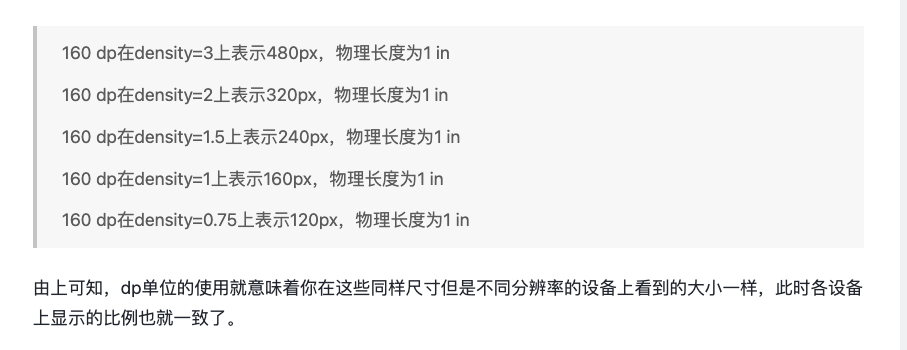 160 dp在density=3上表示480px，物理长度为1 in
160 dp在density=2上表示320px，物理长度为1 in
160 dp在density=1.5上表示240px，物理长度为1 in
160 dp在density=1上表示160px，物理长度为1 in
160 dp在density=0.75上表示120px，物理长度为1 in
由上可知，dp单位的使用就意味着你在这些同样尺寸但是不同分辨率的设备上看到的大小一样，此时各设备
上显示的比例也就一致了。